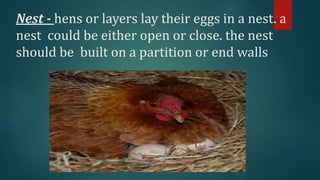 Nest - hens or layers lay their eggs in a nest. a
nest  could be either open or close. the nest
should be  built on a partition or end walls